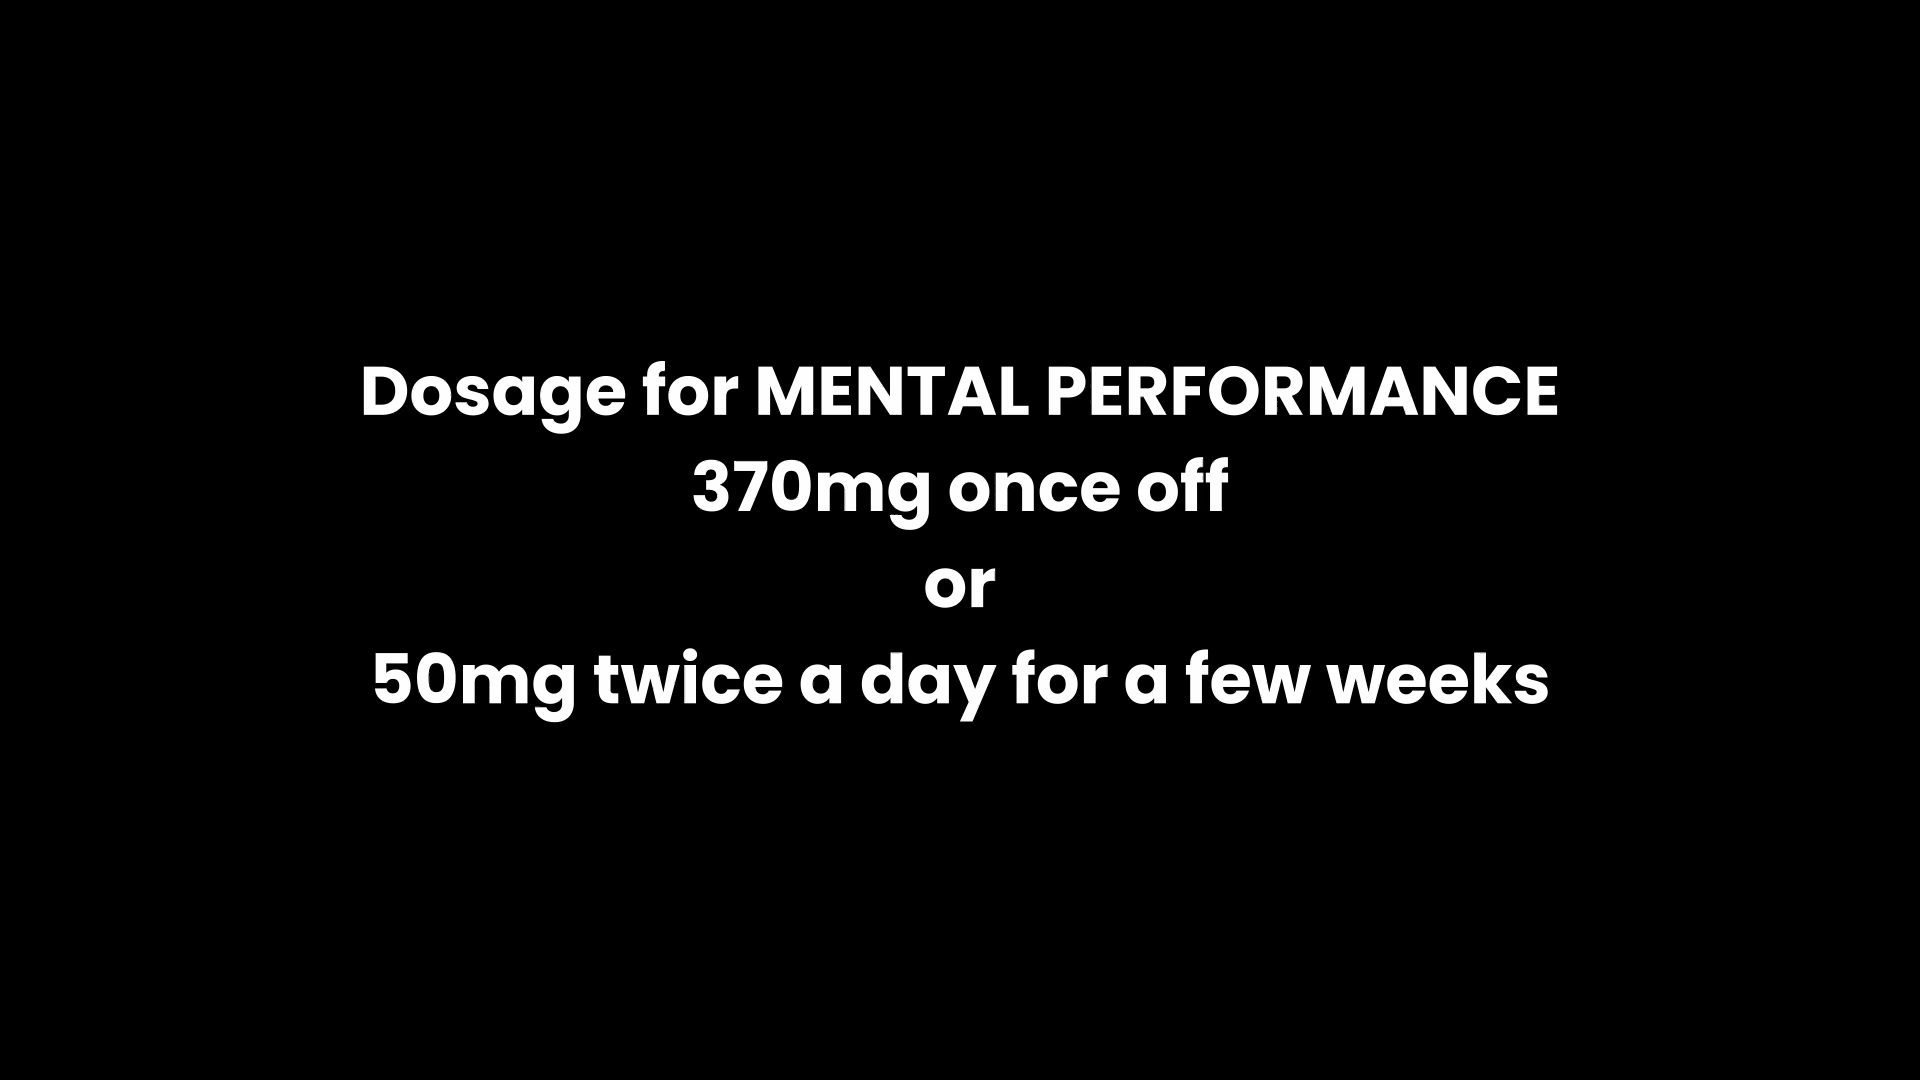 Dosage for MENTAL PERFORMANCE
370mg once off
or
50mg twice a day for a few weeks